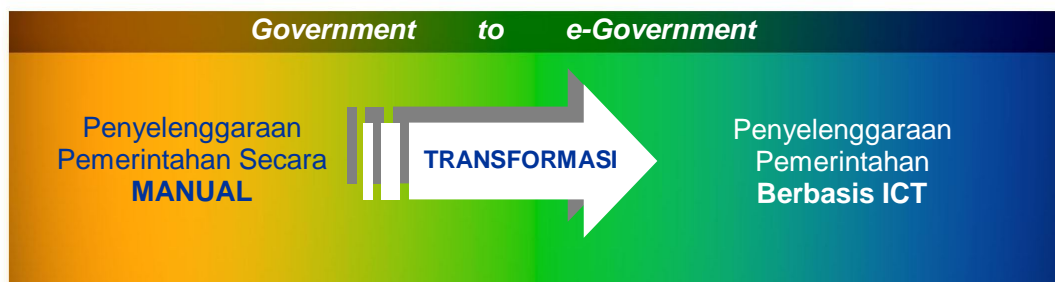 Government to e-Government
Penyelenggaraan
Pemerintahan Secara
MANUAL
TRANSFORMASI
Penyelenggaraan
Pemerintahan
Berbasis ICT